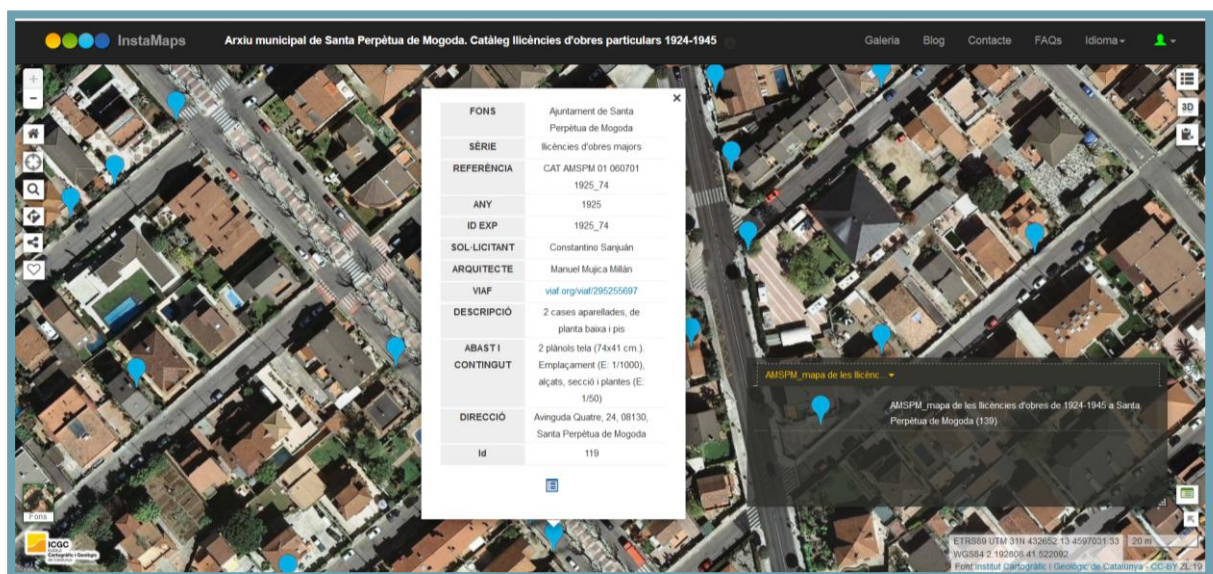 InstaMaps
Arxiu municipal de Santa Perpètua de Mogoda. Catàleg llicències d'obres particulars 1924-1945
Galeria Blog Contacte FAQs Idioma
+
−
3D
×
FONS Ajuntament de Santa
Perpètua de Mogoda
SÈRIE llicències d'obres majors
REFERÈNCIA CAT AMSPM 01 060701
1925_74
ANY 1925
ID EXP 1925_74
SOL·LICITANT Constantino Sanjuán
ARQUITECTE Manuel Mujica Millán
VIAF viaf.org/viaf/295255697
DESCRIPCIÓ 2 cases aparellades, de
planta baixa i pis
ABAST I
CONTINGUT
2 plànols tela (74x41 cm.).
Emplaçament (E: 1/1000),
alçats, secció i plantes (E:
1/50)
DIRECCIÓ Avinguda Quatre, 24, 08130,
Santa Perpètua de Mogoda
Id 119
AMSPM_mapa de les llicènc...
AMSPM_mapa de les llicències d'obres de 1924-1945 a Santa
Perpètua de Mogoda (139)
Fons
ICGC
Institut
Cartogràfic i Geològic
de Catalunya
ETRS89 UTM 31N 432652.13 4597031.33
WGS84 2.192806 41.522092
20 m
Font Institut Cartogràfic i Geològic de Catalunya - CC-BY ZL:19